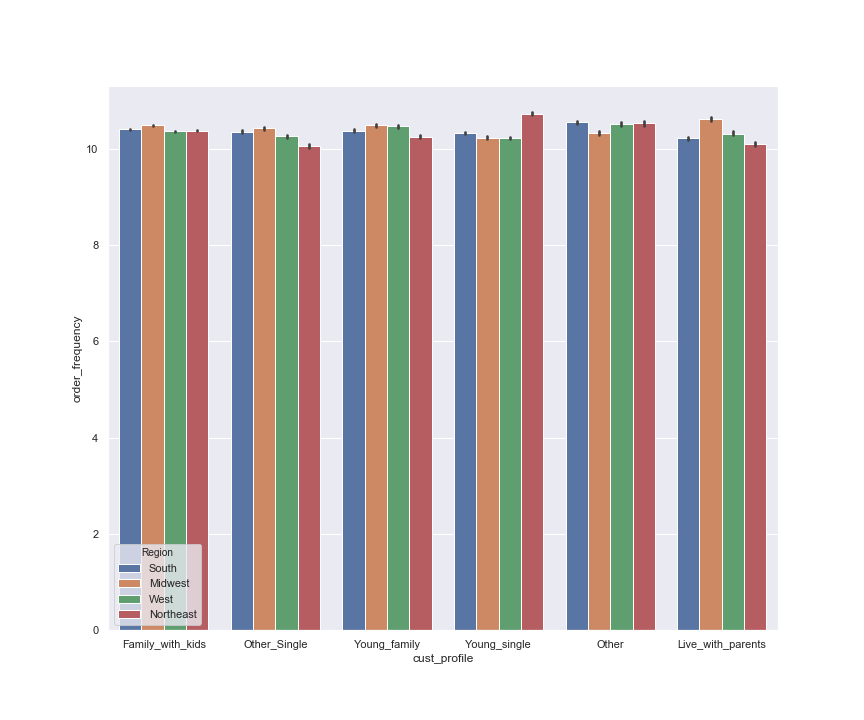 order_frequency
10
8
6
4
2
0
Region
South
Midwest
West
Northeast
Family_with_kids Other_Single Young_family Young_single Other Live_with_parents
cust_profile